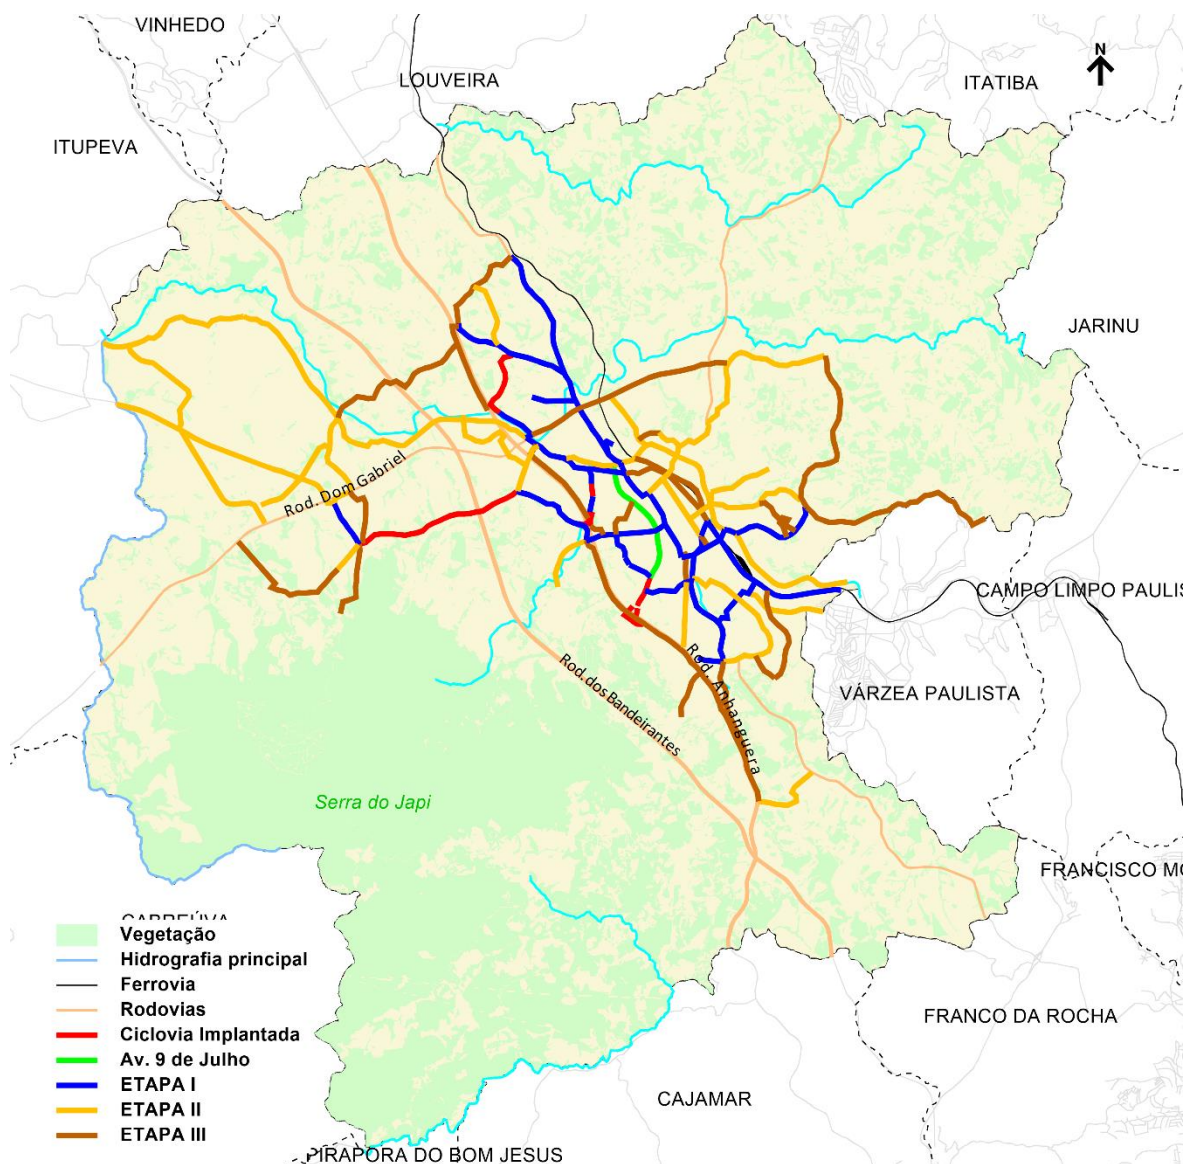 VINHEDO
LOUVEIRA
N
ITATIBA
ITUPEVA
JARINU
Rod. Dom Gabriel
CAMPO LIMPO PAULIS
Rod. dos Bandeirantes
Rod. Anhanguera
VÁRZEA PAULISTA
Serra do Japi
FRANCISCO MO
CABREÚVA
Vegetação
Hidrografia principal
Ferrovia
Rodovias
Ciclovia Implantada
Av. 9 de Julho
ETAPA I
ETAPA II
ETAPA III
FRANCO DA ROCHA
CAJAMAR
PIRAPORA DO BOM JESUS